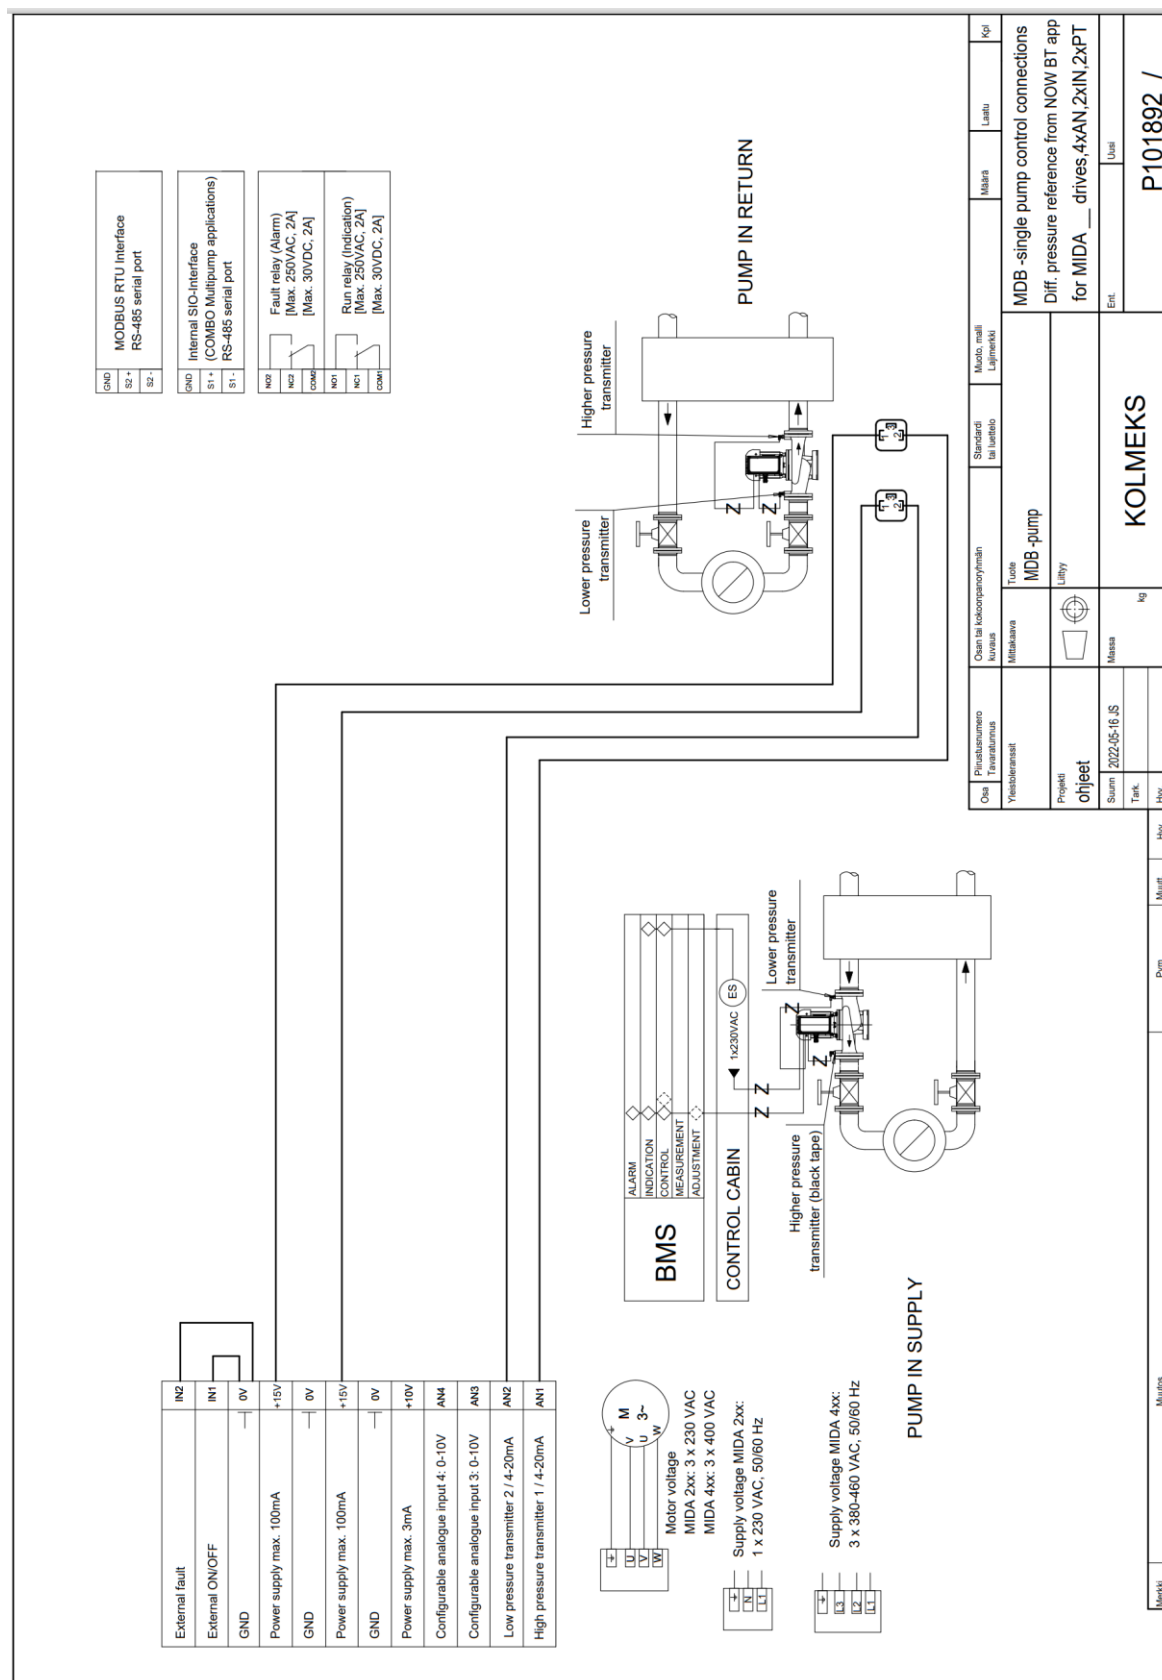 External fault IN2
External ON/OFF IN1
GND 0V
Power supply max. 100mA +15V
GND 0V
Power supply max. 100mA +15V
GND 0V
Power supply max. 3mA +10V
Configurable analogue input 4: 0-10V AN4
Configurable analogue input 3: 0-10V AN3
Low pressure transmitter 2 / 4-20mA AN2
High pressure transmitter 1 / 4-20mA AN1
GND
S2 +
S2 -
MODBUS RTU Interface
RS-485 serial port
GND
S1 +
S1 -
Internal SIO-Interface
(COMBO Multipump applications)
RS-485 serial port
NO2
NC2
COM2
Fault relay (Alarm)
[Max. 250VAC, 2A]
[Max. 30VDC, 2A]
NO1
NC1
COM1
Run relay (Indication)
[Max. 250VAC, 2A]
[Max. 30VDC, 2A]
U
V
W
M
3~
V
U
W
Motor voltage
MIDA 2xx: 3 x 230 VAC
MIDA 4xx: 3 x 400 VAC
N
L1
Supply voltage MIDA 2xx:
1 x 230 VAC, 50/60 Hz
L3
L2
L1
Supply voltage MIDA 4xx:
3 x 380-460 VAC, 50/60 Hz
BMS
ALARM
INDICATION
CONTROL
MEASUREMENT
ADJUSTMENT
CONTROL CABIN
1x230VAC
ES
Z
Z
Z
Z
Higher pressure
transmitter (black tape)
Lower pressure
transmitter
PUMP IN SUPPLY
Lower pressure
transmitter
Higher pressure
transmitter
Z
Z
PUMP IN RETURN
1
2
3
1
2
3
Osa
Piirustusnumero
Tavaratunnus
Osan tai kokoonpanoryhmän
kuvaus
Standardi
tai luettelo
Muoto, malli
Lajimerkki
Määrä
Laatu
Kpl
Yleistoleranssit
Mittakaava
Tuote
MDB -pump
MDB -single pump control connections
Diff. pressure reference from NOW BT app
for MIDA __ drives,4xAN,2xIN,2xPT
Projekti
ohjeet
Liittyy
Suunn 2022-05-16 JS
Tark.
Hyv.
Massa
kg
KOLMEKS
Ent.
Uusi
P101892 /
Merkki
Muutos
Pvm
Muutt
Hyv